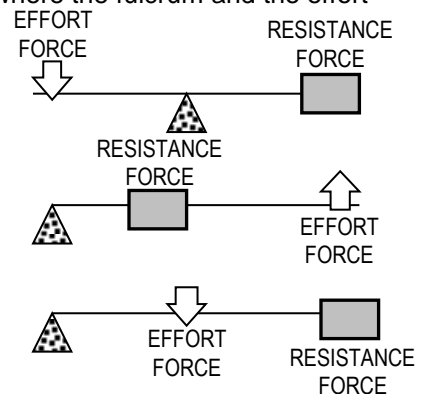 where the fulcrum and the effort
EFFORT
FORCE
RESISTANCE
FORCE
RESISTANCE
FORCE
EFFORT
FORCE
EFFORT
FORCE
RESISTANCE
FORCE